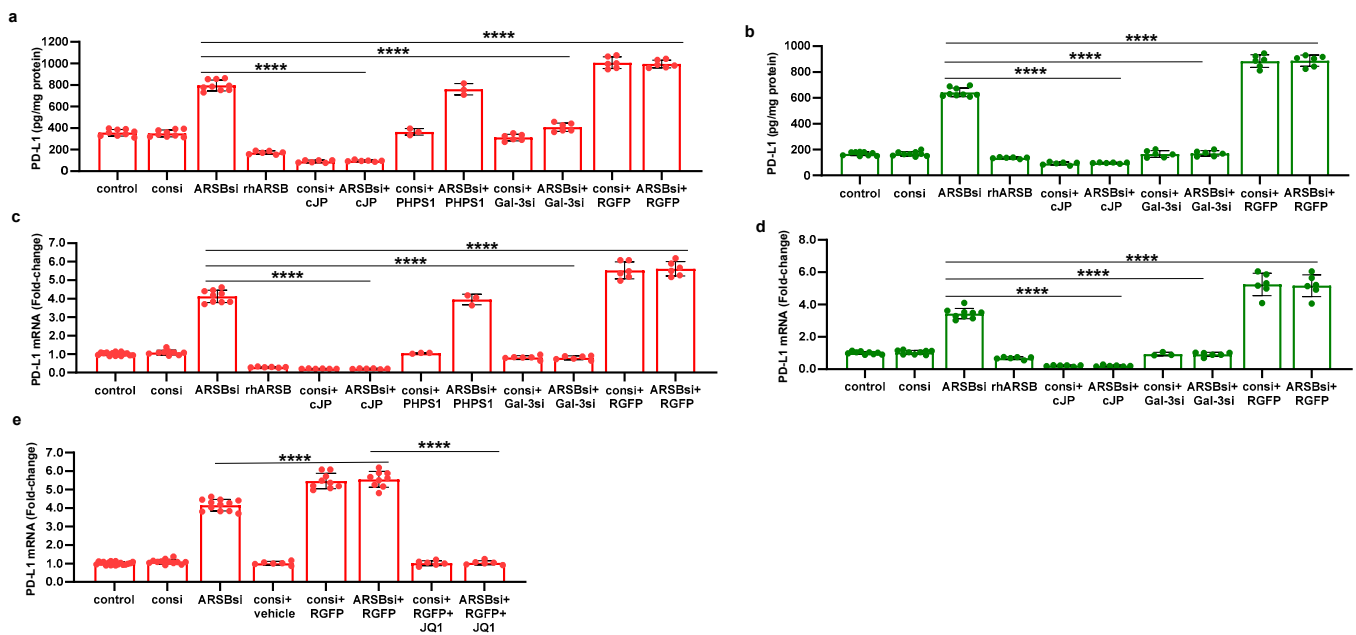 a
****
****
****
PD-L1 (pg/mg protein)
1200
1000
800
600
400
200
0
control consi ARSBsi rhARSB consi+ ARSBsi+ consi+ ARSBsi+ consi+ ARSBsi+ consi+ ARSBsi+
cJP cJP PHPS1 PHPS1 Gal-3si Gal-3si RGFP RGFP
b
****
****
****
PD-L1 (pg/mg protein)
1000
800
600
400
200
0
control consi ARSBsi rhARSB consi+ ARSBsi+ consi+ ARSBsi+ consi+ ARSBsi+
cJP cJP Gal-3si Gal-3si RGFP RGFP
c
****
****
****
PD-L1 mRNA (Fold-change)
7.0
6.0
5.0
4.0
3.0
2.0
1.0
0.0
control consi ARSBsi rhARSB consi+ ARSBsi+ consi+ ARSBsi+ consi+ ARSBsi+ consi+ ARSBsi+
cJP cJP PHPS1 PHPS1 Gal-3si Gal-3si RGFP RGFP
d
****
****
****
PD-L1 mRNA (Fold-change)
8.0
6.0
4.0
2.0
0.0
control consi ARSBsi rhARSB consi+ ARSBsi+ consi+ ARSBsi+ consi+ ARSBsi+
cJP cJP Gal-3si Gal-3si RGFP RGFP
e
****
****
PD-L1 mRNA (Fold-change)
7.0
6.0
5.0
4.0
3.0
2.0
1.0
0.0
control consi ARSBsi consi+ consi+ ARSBsi+ consi+ ARSBsi+
vehicle RGFP RGFP RGFP+ RGFP+
JQ1 JQ1